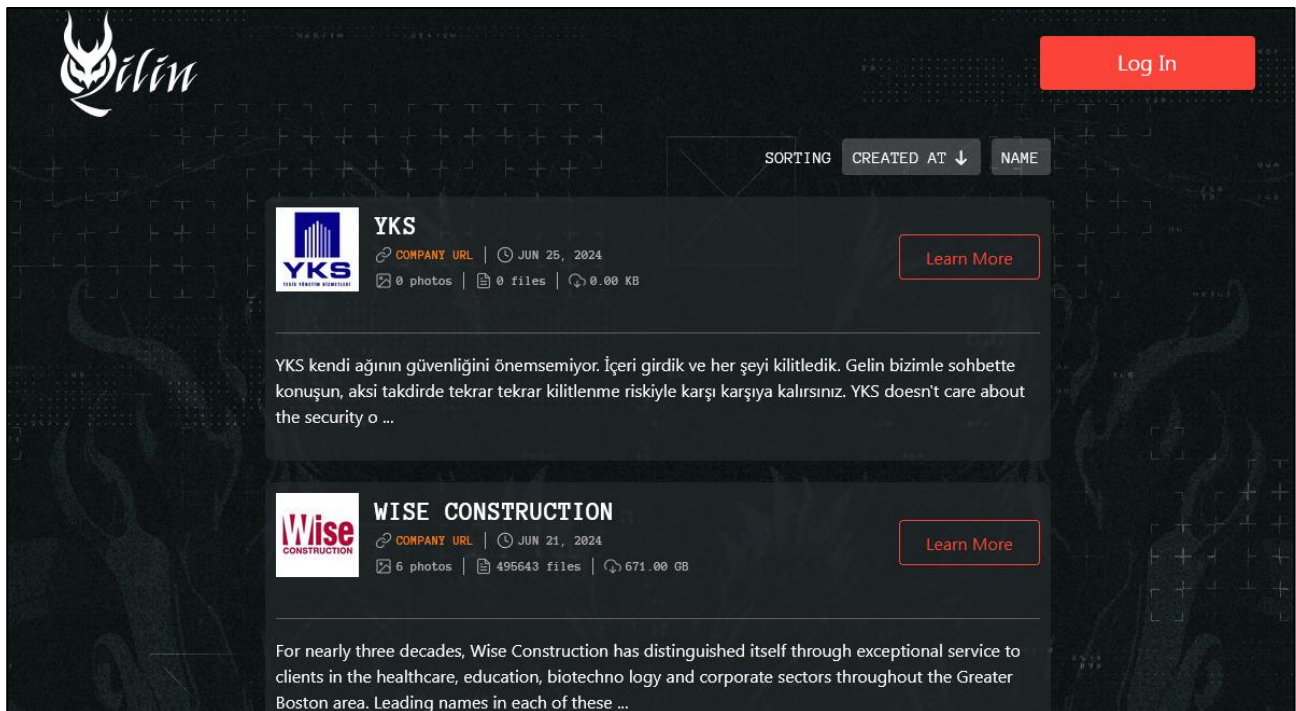 Qilin
Log In
SORTING CREATED AT NAME
YKS
YKS
COMPANY URL | JUN 25, 2024
TESİS YÖNETİM HİZMETLERİ
0 photos | 0 files | 0.00 KB
Learn More
YKS kendi ağının güvenliğini önemsemiyor. İçeri girdik ve her şeyi kilitledik. Gelin bizimle sohbette
konuşun, aksi takdirde tekrar tekrar kilitlenme riskiyle karşı karşıya kalırsınız. YKS doesn't care about
the security o ...
Wise
CONSTRUCTION
WISE CONSTRUCTION
COMPANY URL | JUN 21, 2024
6 photos | 495643 files | 671.00 GB
Learn More
For nearly three decades, Wise Construction has distinguished itself through exceptional service to
clients in the healthcare, education, biotechno logy and corporate sectors throughout the Greater
Boston area. Leading names in each of these ...